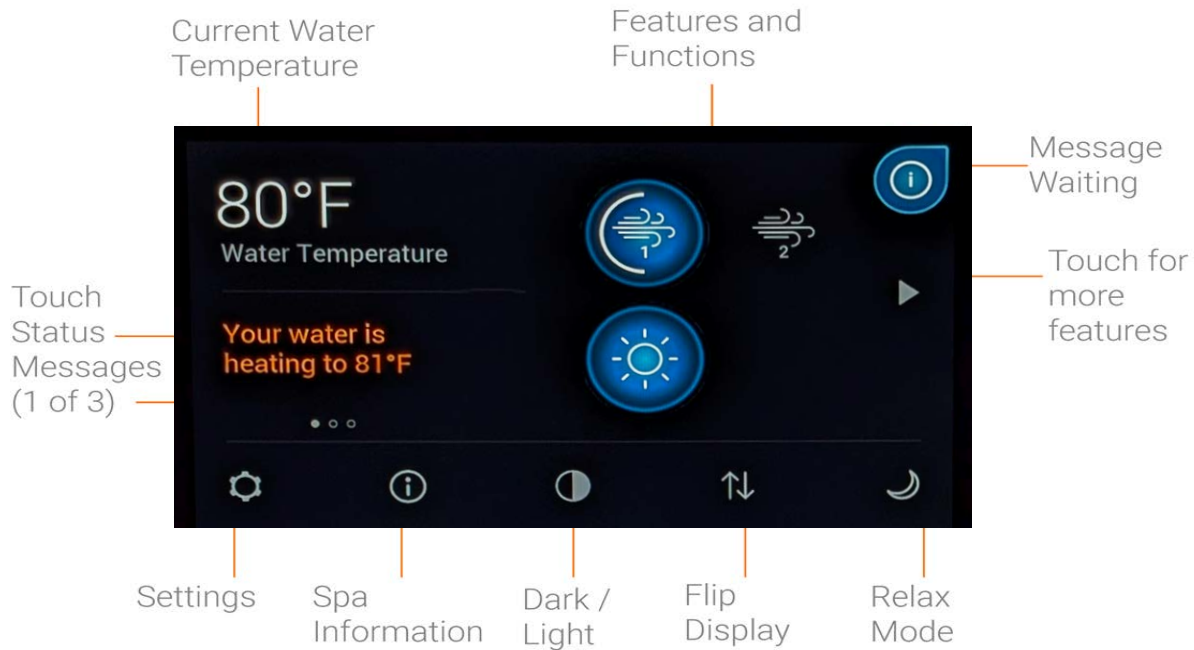 Current Water
Temperature
Features and
Functions
Message
Waiting
80°F
Water Temperature
1
2
Touch for
more
features
Touch
Status
Messages
(1 of 3)
Your water is
heating to 81°F
Settings
Spa
Information
Dark /
Light
Flip
Display
Relax
Mode